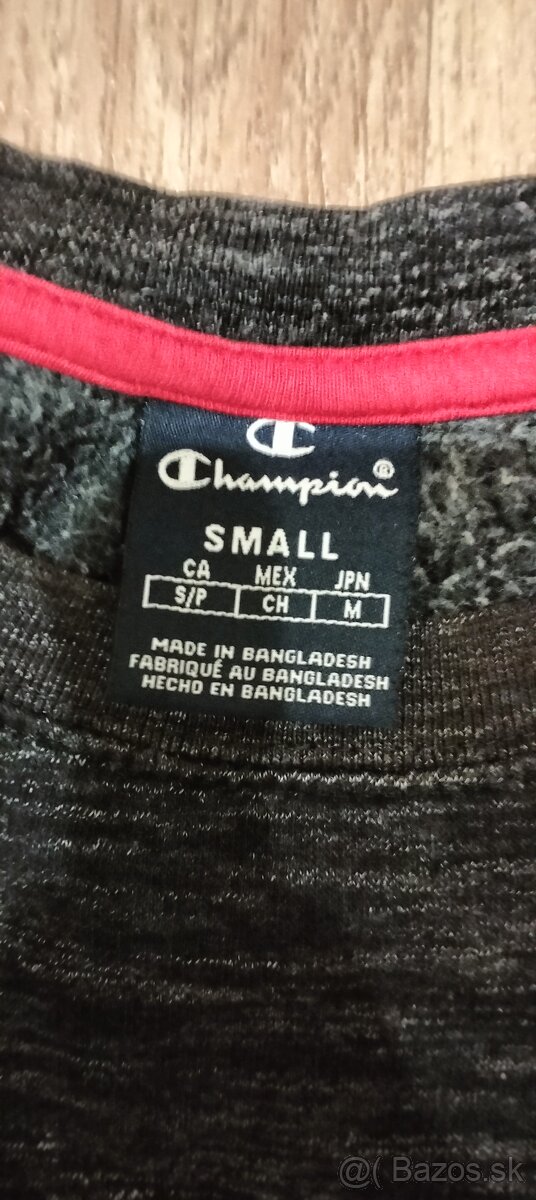 Champion®
SMALL
CA MEX JPN
S/P CH M
MADE IN BANGLADESH
FABRIQUÉ AU BANGLADESH
HECHO EN BANGLADESH
@( Bazos.sk